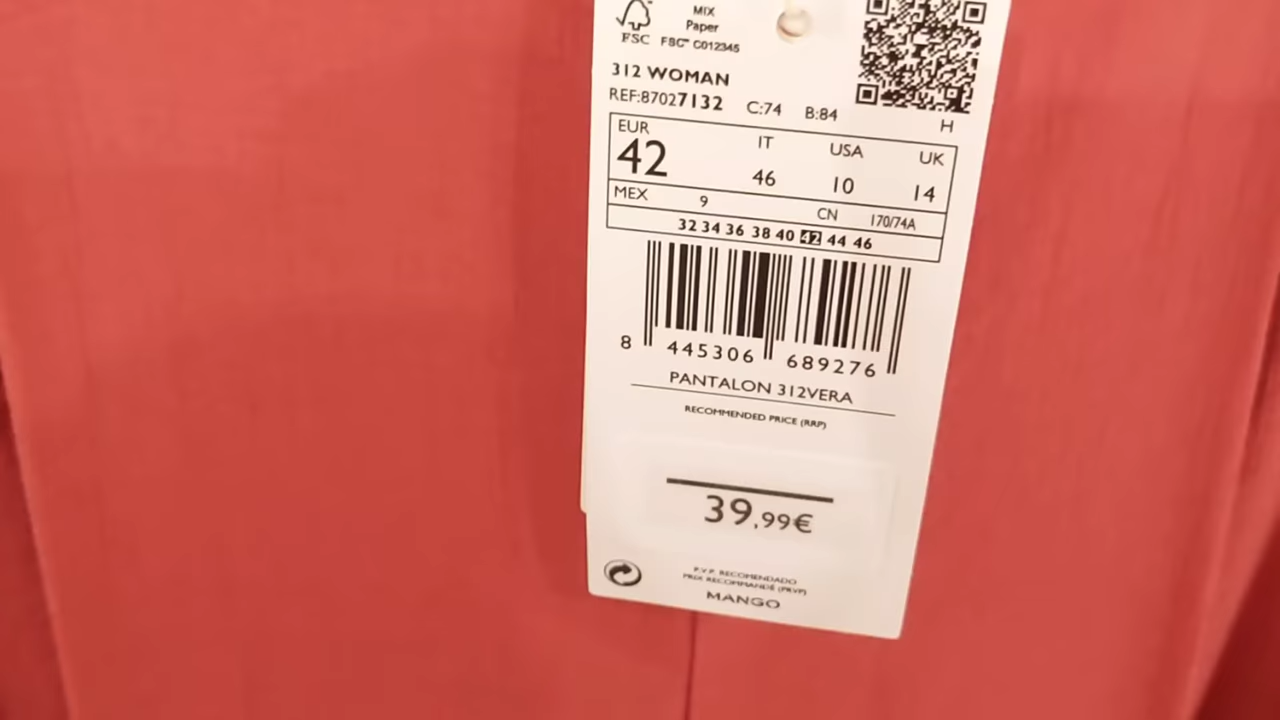 MIX
Paper
FSC FSC™ C012345
312 WOMAN
REF:87027132 C:74 B:84
H
EUR IT USA UK
42 46 10 14
MEX 9 CN 170/74A
32 34 36 38 40 42 44 46
8 445306 689276
PANTALON 312VERA
RECOMMENDED PRICE (RRP)
39,99€
P.V.P. RECOMENDADO
PRIX RECOMMANDÉ (PRVP)
MANGO